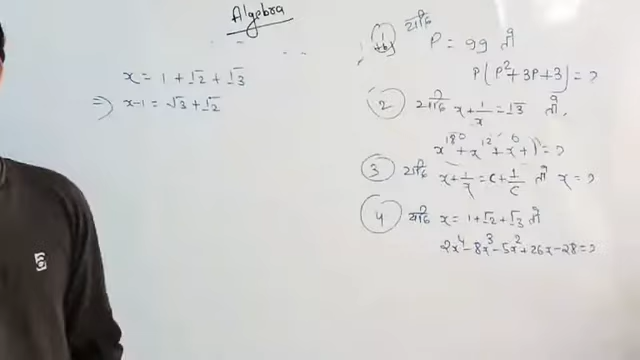 Algebra
x = 1 + √2 + √3
⇒ x-1 = √3 + √2
① यदि P = 99 तो
P(P²+3P+3) = ?
② यदि x + 1/x = √3 तो,
x¹⁸ + x¹² + x⁶ + 1 = ?
③ यदि x + 1/x = c + 1/c तो x = ?
④ यदि x = 1 + √2 + √3 तो
2x⁴ - 8x³ - 5x² + 26x - 28 = ?